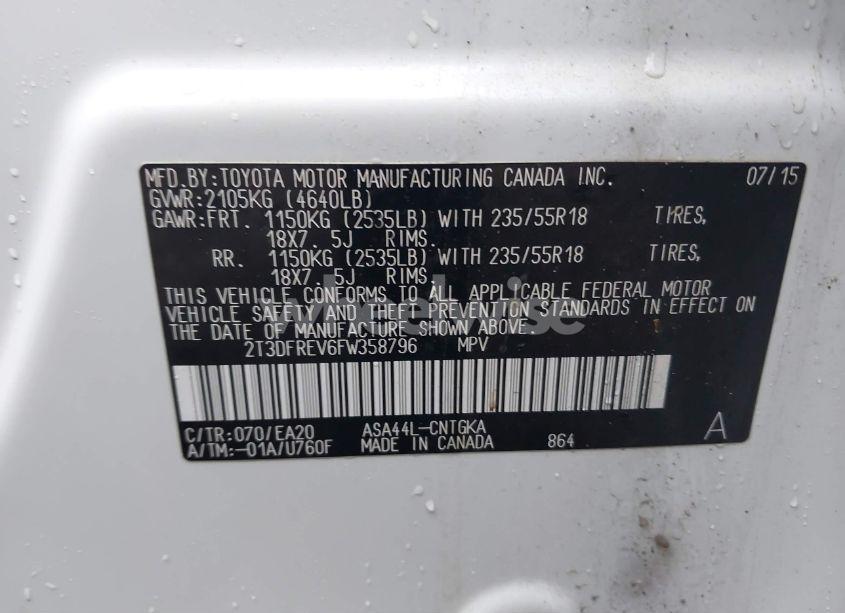 MFD.BY:TOYOTA MOTOR MANUFACTURING CANADA INC. 07/15
GVWR:2105KG (4640LB)
GAWR:FRT. 1150KG (2535LB) WITH 235/55R18 TIRES,
18X7. 5J RIMS.
RR. 1150KG (2535LB) WITH 235/55R18 TIRES,
18X7. 5J RIMS.
THIS VEHICLE CONFORMS TO ALL APPLICABLE FEDERAL MOTOR
VEHICLE SAFETY AND THEFT PREVENTION STANDARDS IN EFFECT ON
THE DATE OF MANUFACTURE SHOWN ABOVE.
wheelwise
2T3DFREV6FW358796 MPV
C/TR:070/EA20 ASA44L-CNTGKA
A/TM:-01A/U760F MADE IN CANADA 864 A